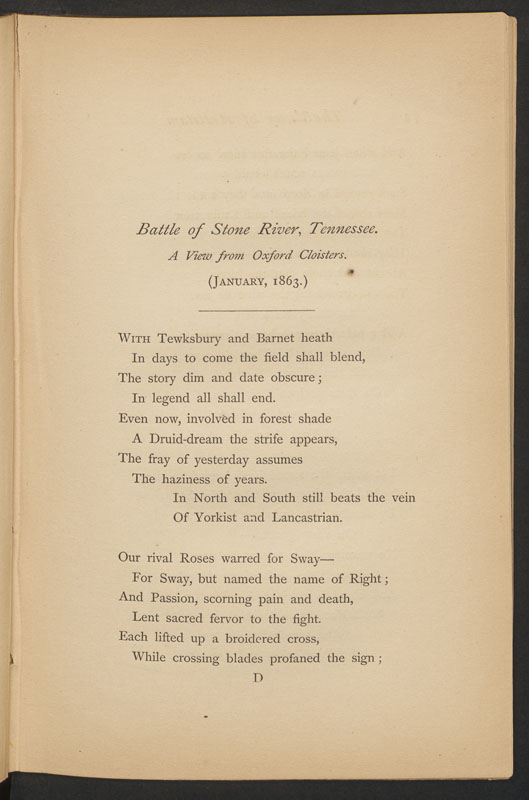 Battle of Stone River, Tennessee.
A View from Oxford Cloisters.
(JANUARY, 1863.)
WITH Tewksbury and Barnet heath
In days to come the field shall blend,
The story dim and date obscure;
In legend all shall end.
Even now, involvèd in forest shade
A Druid-dream the strife appears,
The fray of yesterday assumes
The haziness of years.
In North and South still beats the vein
Of Yorkist and Lancastrian.
Our rival Roses warred for Sway—
For Sway, but named the name of Right;
And Passion, scorning pain and death,
Lent sacred fervor to the fight.
Each lifted up a broidered cross,
While crossing blades profaned the sign;
D